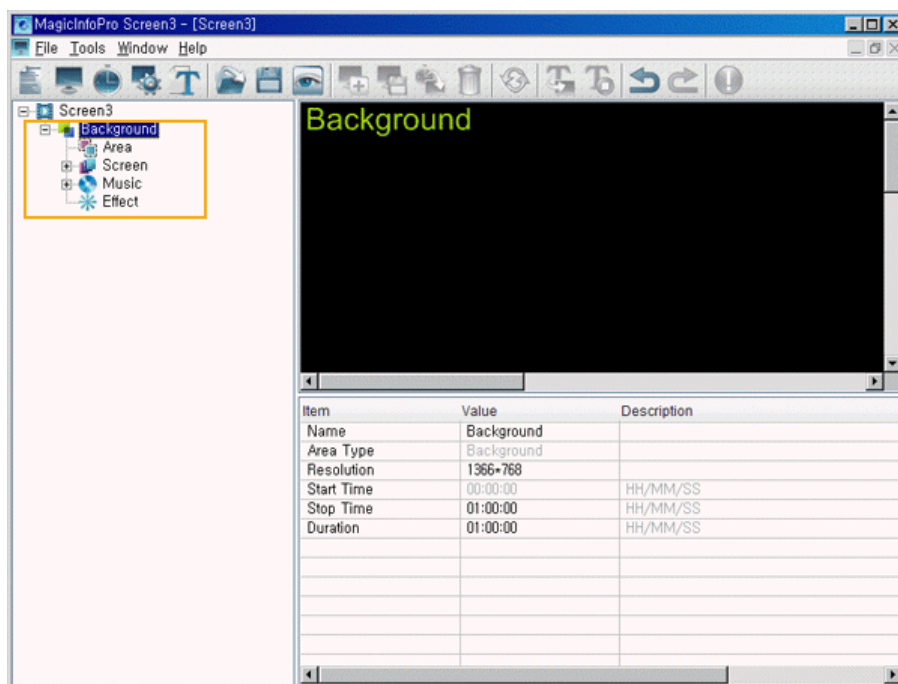 MagicInfoPro Screen3 - [Screen3]
File Tools Window Help
Screen3
Background
Area
Screen
Music
Effect
Background
Item Value Description
Name Background
Area Type Background
Resolution 1366*768
Start Time 00:00:00 HH/MM/SS
Stop Time 01:00:00 HH/MM/SS
Duration 01:00:00 HH/MM/SS